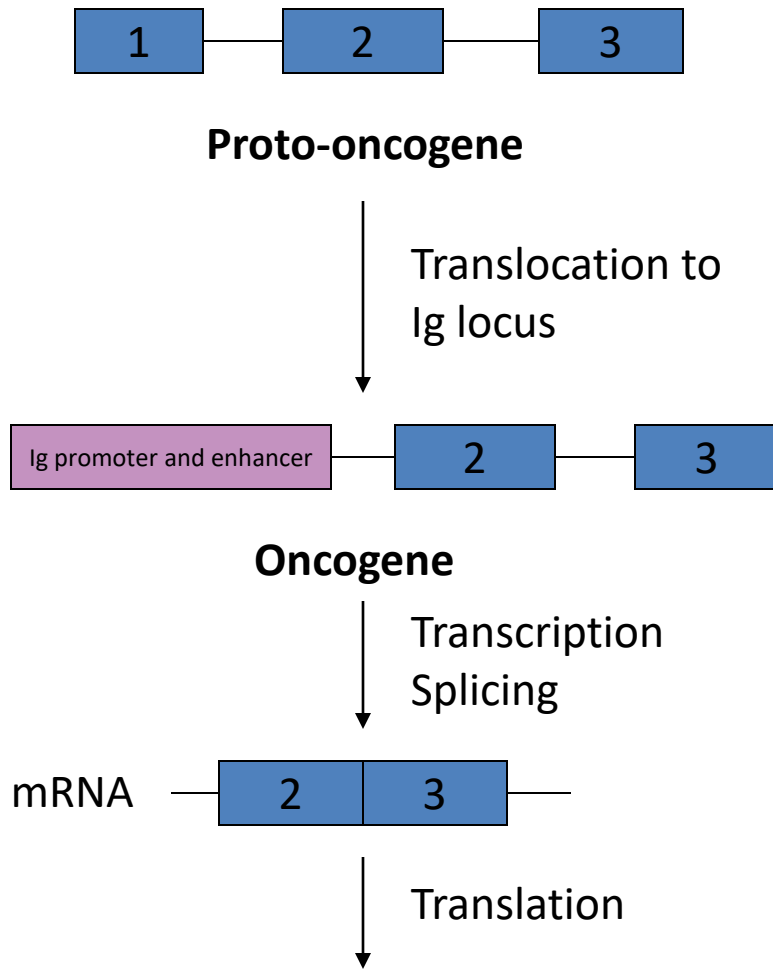 1 2 3
Proto-oncogene
Translocation to
Ig locus
Ig promoter and enhancer 2 3
Oncogene
Transcription
Splicing
mRNA 2 3
Translation